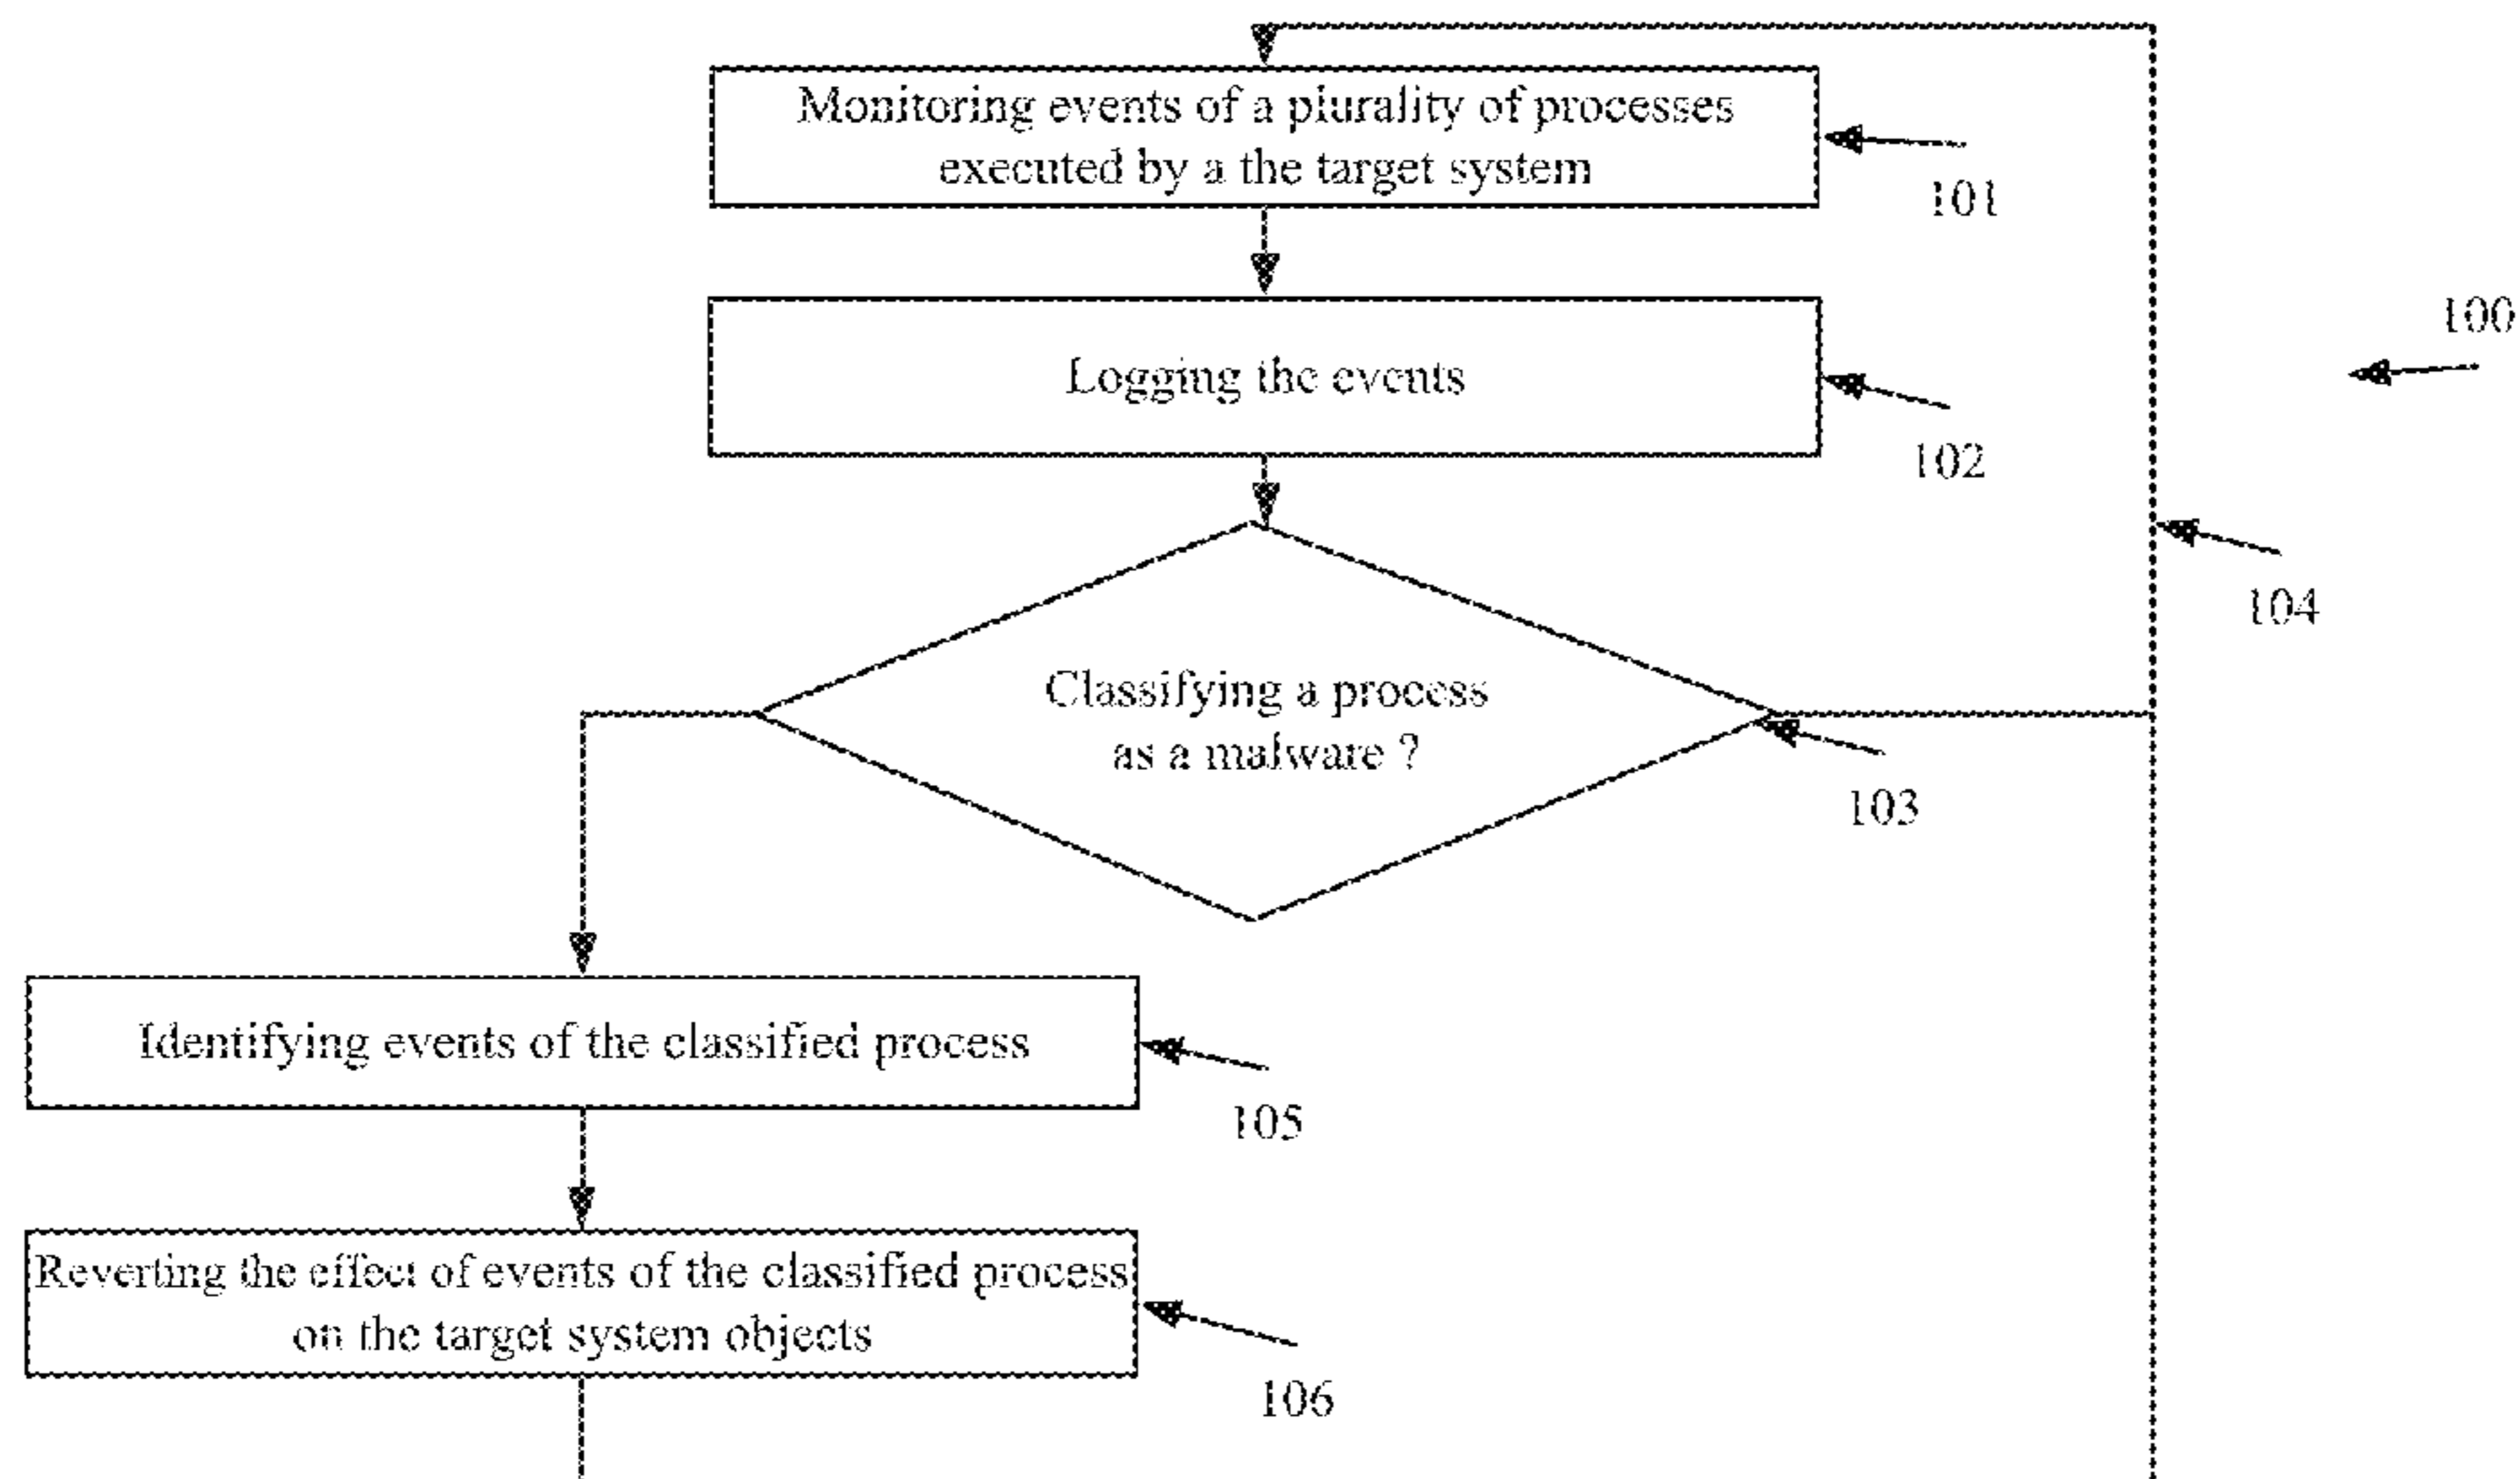 Monitoring events of a plurality of processes
executed by a the target system
101
100
Logging the events
102
104
Classifying a process
as a malware ?
103
Identifying events of the classified process
105
Reverting the effect of events of the classified process
on the target system objects
106